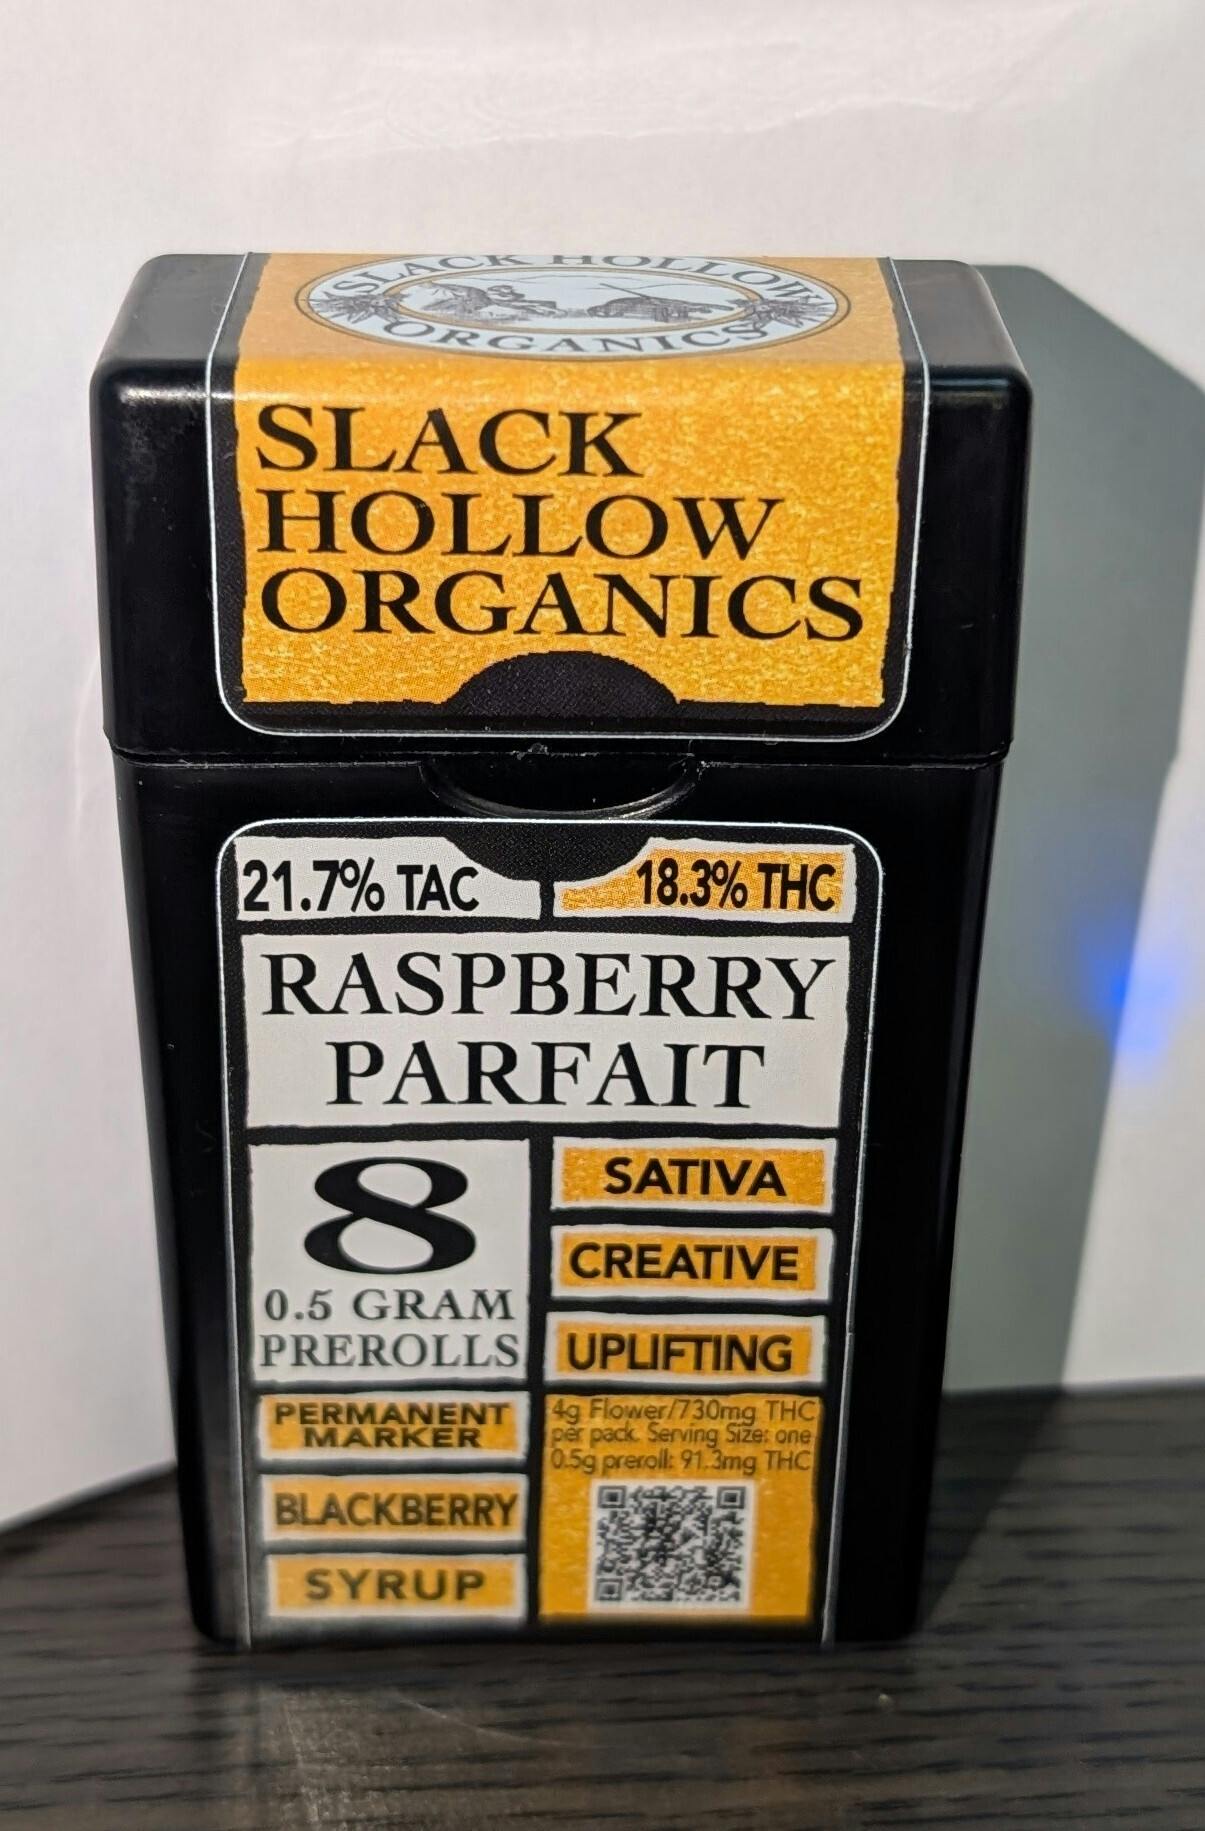 SLACK HOLLOW
ORGANICS
SLACK
HOLLOW
ORGANICS
21.7% TAC
18.3% THC
RASPBERRY
PARFAIT
8
0.5 GRAM
PREROLLS
SATIVA
CREATIVE
UPLIFTING
PERMANENT
MARKER
BLACKBERRY
SYRUP
4g Flower/730mg THC
per pack. Serving Size: one
0.5g preroll: 91.3mg THC